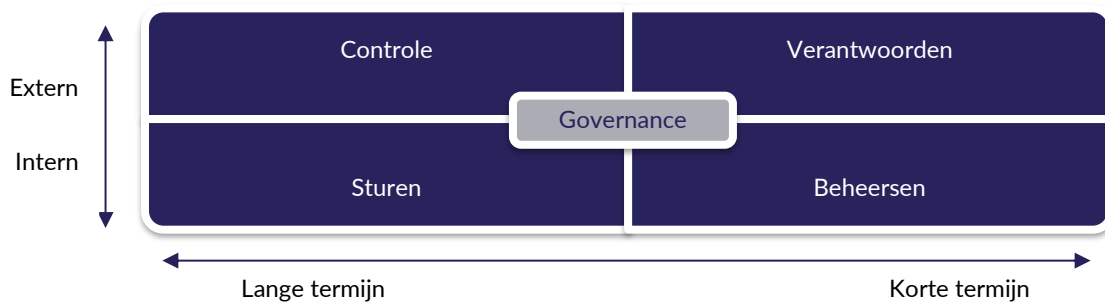 Controle
Verantwoorden
Extern
Governance
Intern
Sturen
Beheersen
Lange termijn
Korte termijn